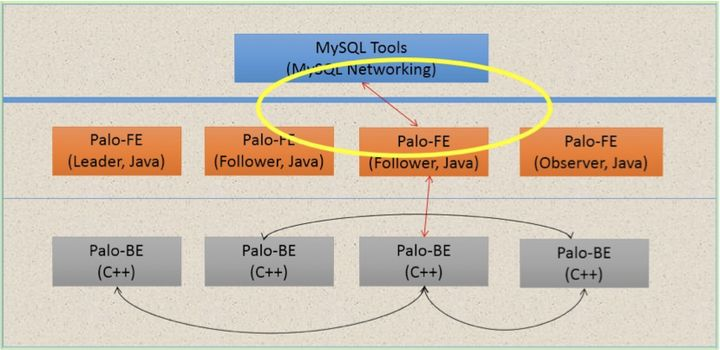 MySQL Tools
(MySQL Networking)
Palo-FE
(Leader, Java)
Palo-FE
(Follower, Java)
Palo-FE
(Follower, Java)
Palo-FE
(Observer, Java)
Palo-BE
(C++)
Palo-BE
(C++)
Palo-BE
(C++)
Palo-BE
(C++)